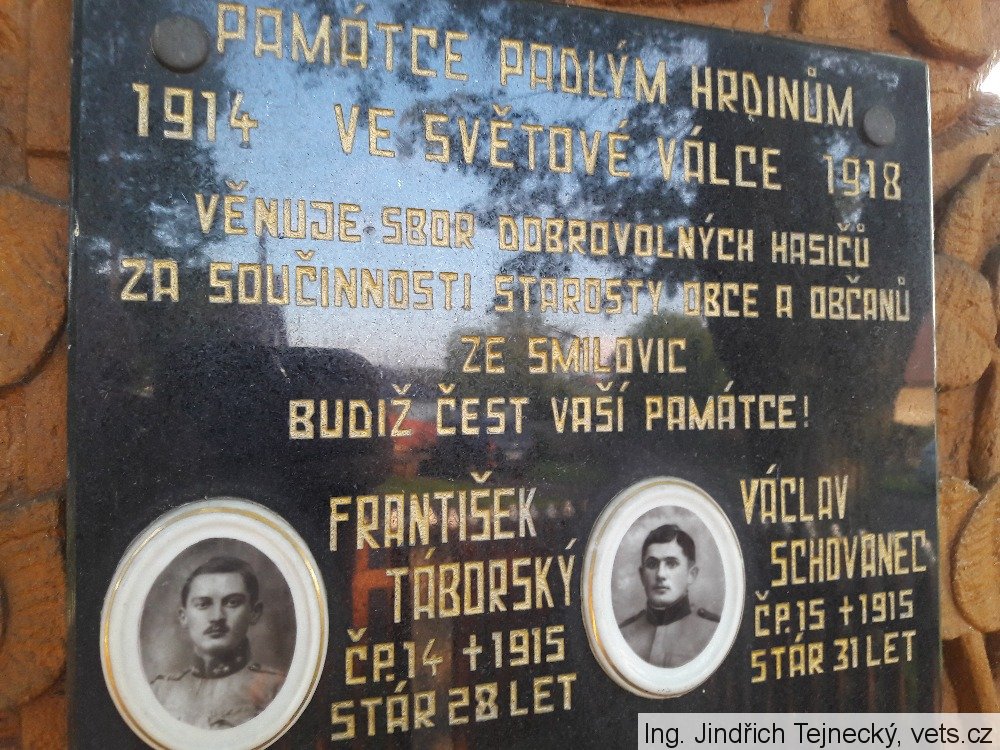 PAMÁTCE PADLÝM HRDINŮM
1914 VE SVĚTOVÉ VÁLCE 1918
VĚNUJE SBOR DOBROVOLNÝCH HASIČŮ
ZA SOUČINNOSTI STAROSTY OBCE A OBČANŮ
ZE SMILOVIC
BUDIŽ ČEST VAŠÍ PAMÁTCE!
FRANTIŠEK
TÁBORSKÝ
ČP. 14 + 1915
STÁR 28 LET
VÁCLAV
SCHOVANEC
ČP. 15 + 1915
STÁR 31 LET
Ing. Jindřich Tejnecký, vets.cz